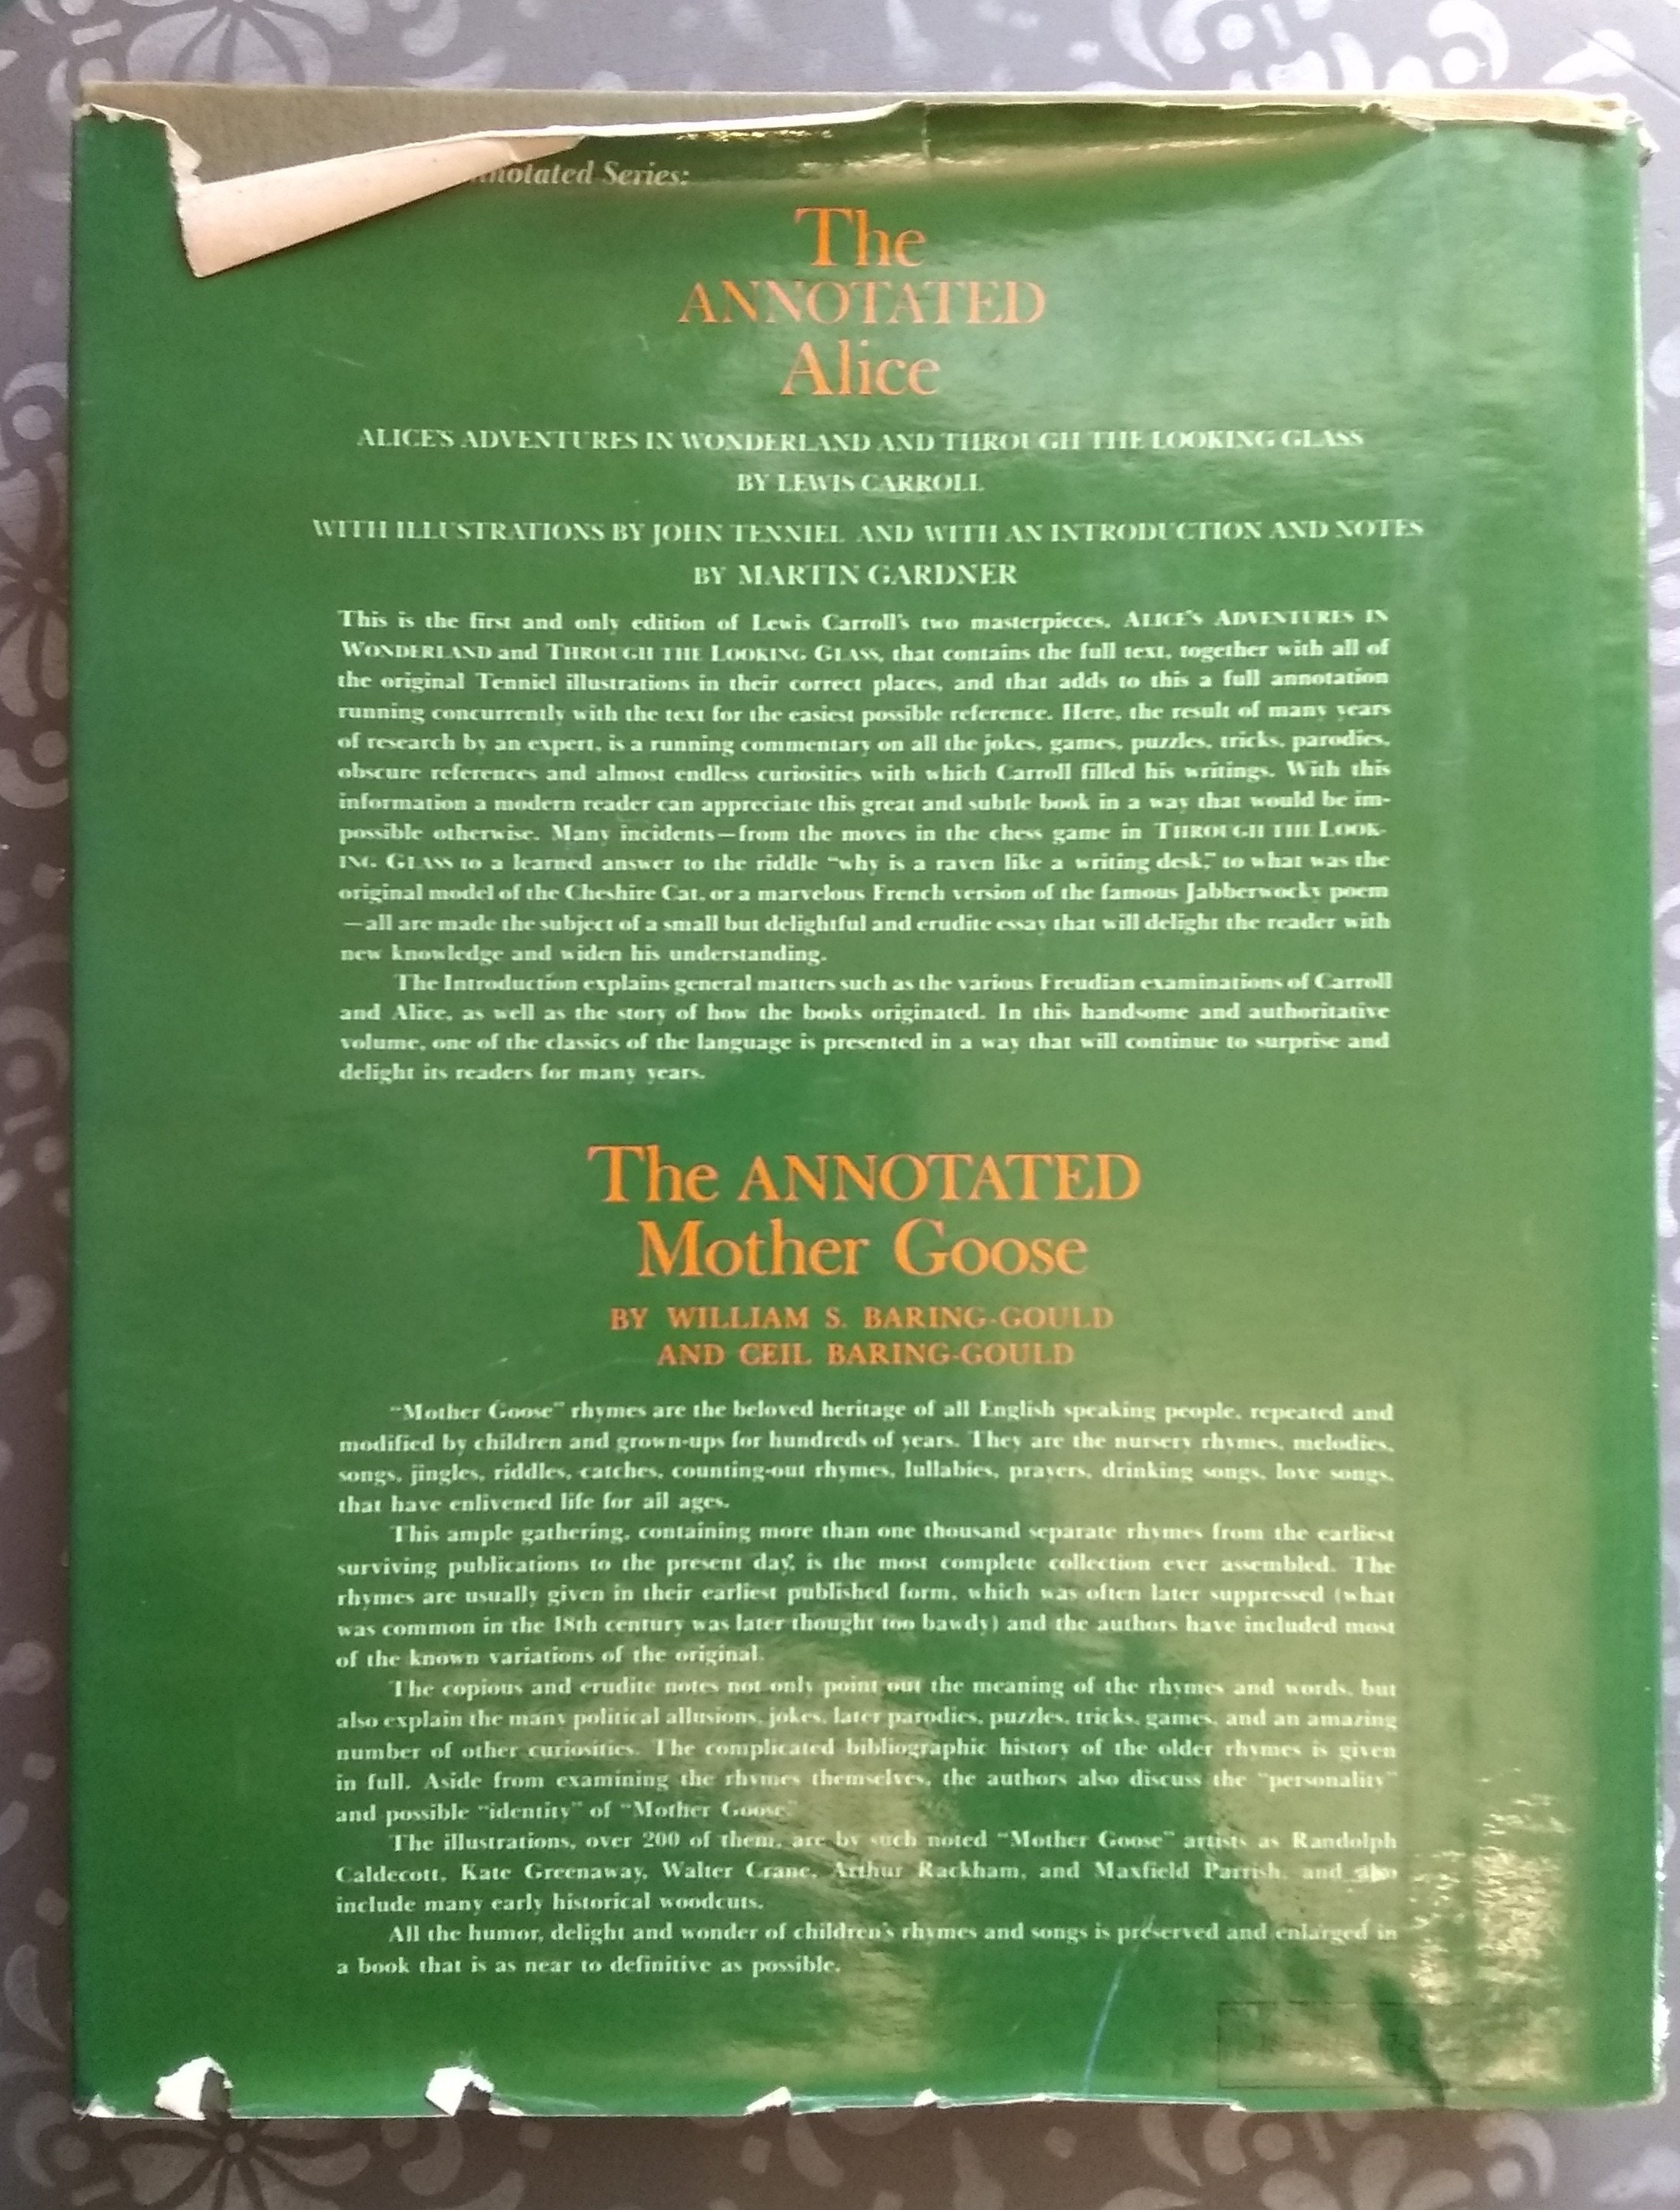 Annotated Series:
The
ANNOTATED
Alice
ALICE'S ADVENTURES IN WONDERLAND AND THROUGH THE LOOKING GLASS
BY LEWIS CARROLL
WITH ILLUSTRATIONS BY JOHN TENNIEL AND WITH AN INTRODUCTION AND NOTES
BY MARTIN GARDNER
This is the first and only edition of Lewis Carroll's two masterpieces, ALICE'S ADVENTURES IN
WONDERLAND and THROUGH THE LOOKING GLASS, that contains the full text, together with all of
the original Tenniel illustrations in their correct places, and that adds to this a full annotation
running concurrently with the text for the easiest possible reference. Here, the result of many years
of research by an expert, is a running commentary on all the jokes, games, puzzles, tricks, parodies,
obscure references and almost endless curiosities with which Carroll filled his writings. With this
information a modern reader can appreciate this great and subtle book in a way that would be im-
possible otherwise. Many incidents—from the moves in the chess game in THROUGH THE LOOK-
ING GLASS to a learned answer to the riddle "why is a raven like a writing desk," to what was the
original model of the Cheshire Cat, or a marvelous French version of the famous Jabberwocky poem
—all are made the subject of a small but delightful and erudite essay that will delight the reader with
new knowledge and widen his understanding.
The Introduction explains general matters such as the various Freudian examinations of Carroll
and Alice, as well as the story of how the books originated. In this handsome and authoritative
volume, one of the classics of the language is presented in a way that will continue to surprise and
delight its readers for many years.
The ANNOTATED
Mother Goose
BY WILLIAM S. BARING-GOULD
AND CEIL BARING-GOULD
"Mother Goose" rhymes are the beloved heritage of all English speaking people, repeated and
modified by children and grown-ups for hundreds of years. They are the nursery rhymes, melodies,
songs, jingles, riddles, catches, counting-out rhymes, lullabies, prayers, drinking songs, love songs,
that have enlivened life for all ages.
This ample gathering, containing more than one thousand separate rhymes from the earliest
surviving publications to the present day, is the most complete collection ever assembled. The
rhymes are usually given in their earliest published form, which was often later suppressed (what
was common in the 18th century was later thought too bawdy) and the authors have included most
of the known variations of the original.
The copious and erudite notes not only point out the meaning of the rhymes and words, but
also explain the many political allusions, jokes, later parodies, puzzles, tricks, games, and an amazing
number of other curiosities. The complicated bibliographic history of the older rhymes is given
in full. Aside from examining the rhymes themselves, the authors also discuss the "personality"
and possible "identity" of "Mother Goose."
The illustrations, over 200 of them, are by such noted "Mother Goose" artists as Randolph
Caldecott, Kate Greenaway, Walter Crane, Arthur Rackham, and Maxfield Parrish, and also
include many early historical woodcuts.
All the humor, delight and wonder of children's rhymes and songs is preserved and enlarged in
a book that is as near to definitive as possible.